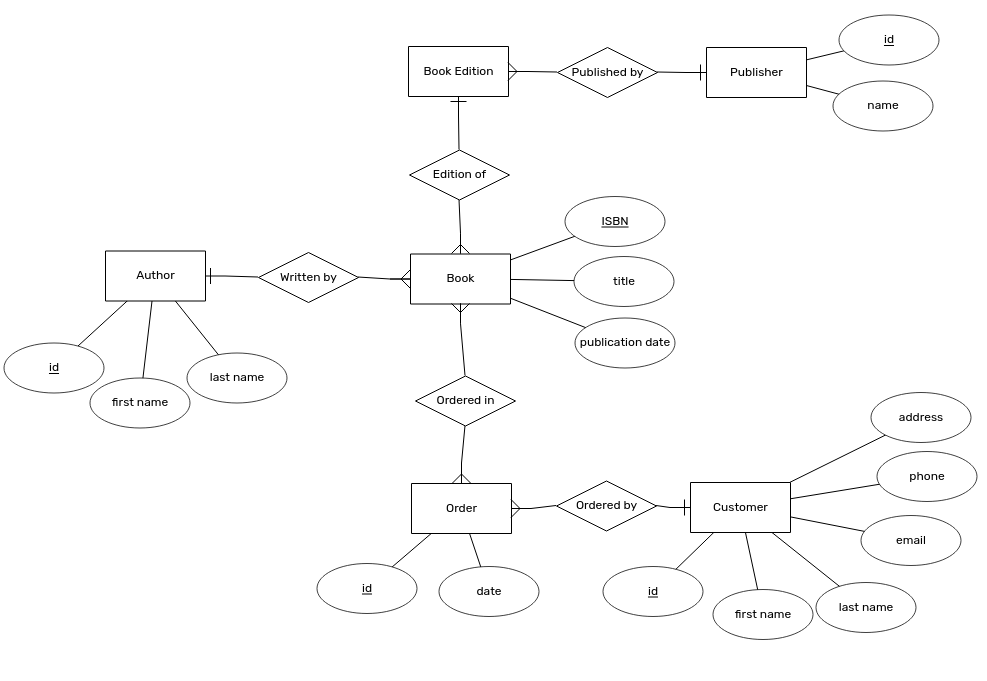 id
Book Edition
Published by
Publisher
name
Edition of
ISBN
Author
Written by
Book
title
publication date
id
first name
last name
Ordered in
address
phone
Order
Ordered by
Customer
email
id
date
id
first name
last name